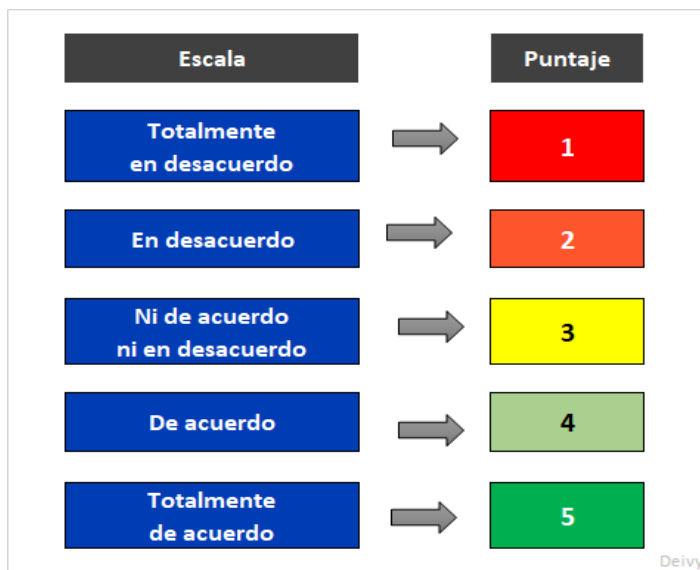 Escala
Puntaje
Totalmente
en desacuerdo
1
En desacuerdo
2
Ni de acuerdo
ni en desacuerdo
3
De acuerdo
4
Totalmente
de acuerdo
5
Deivy